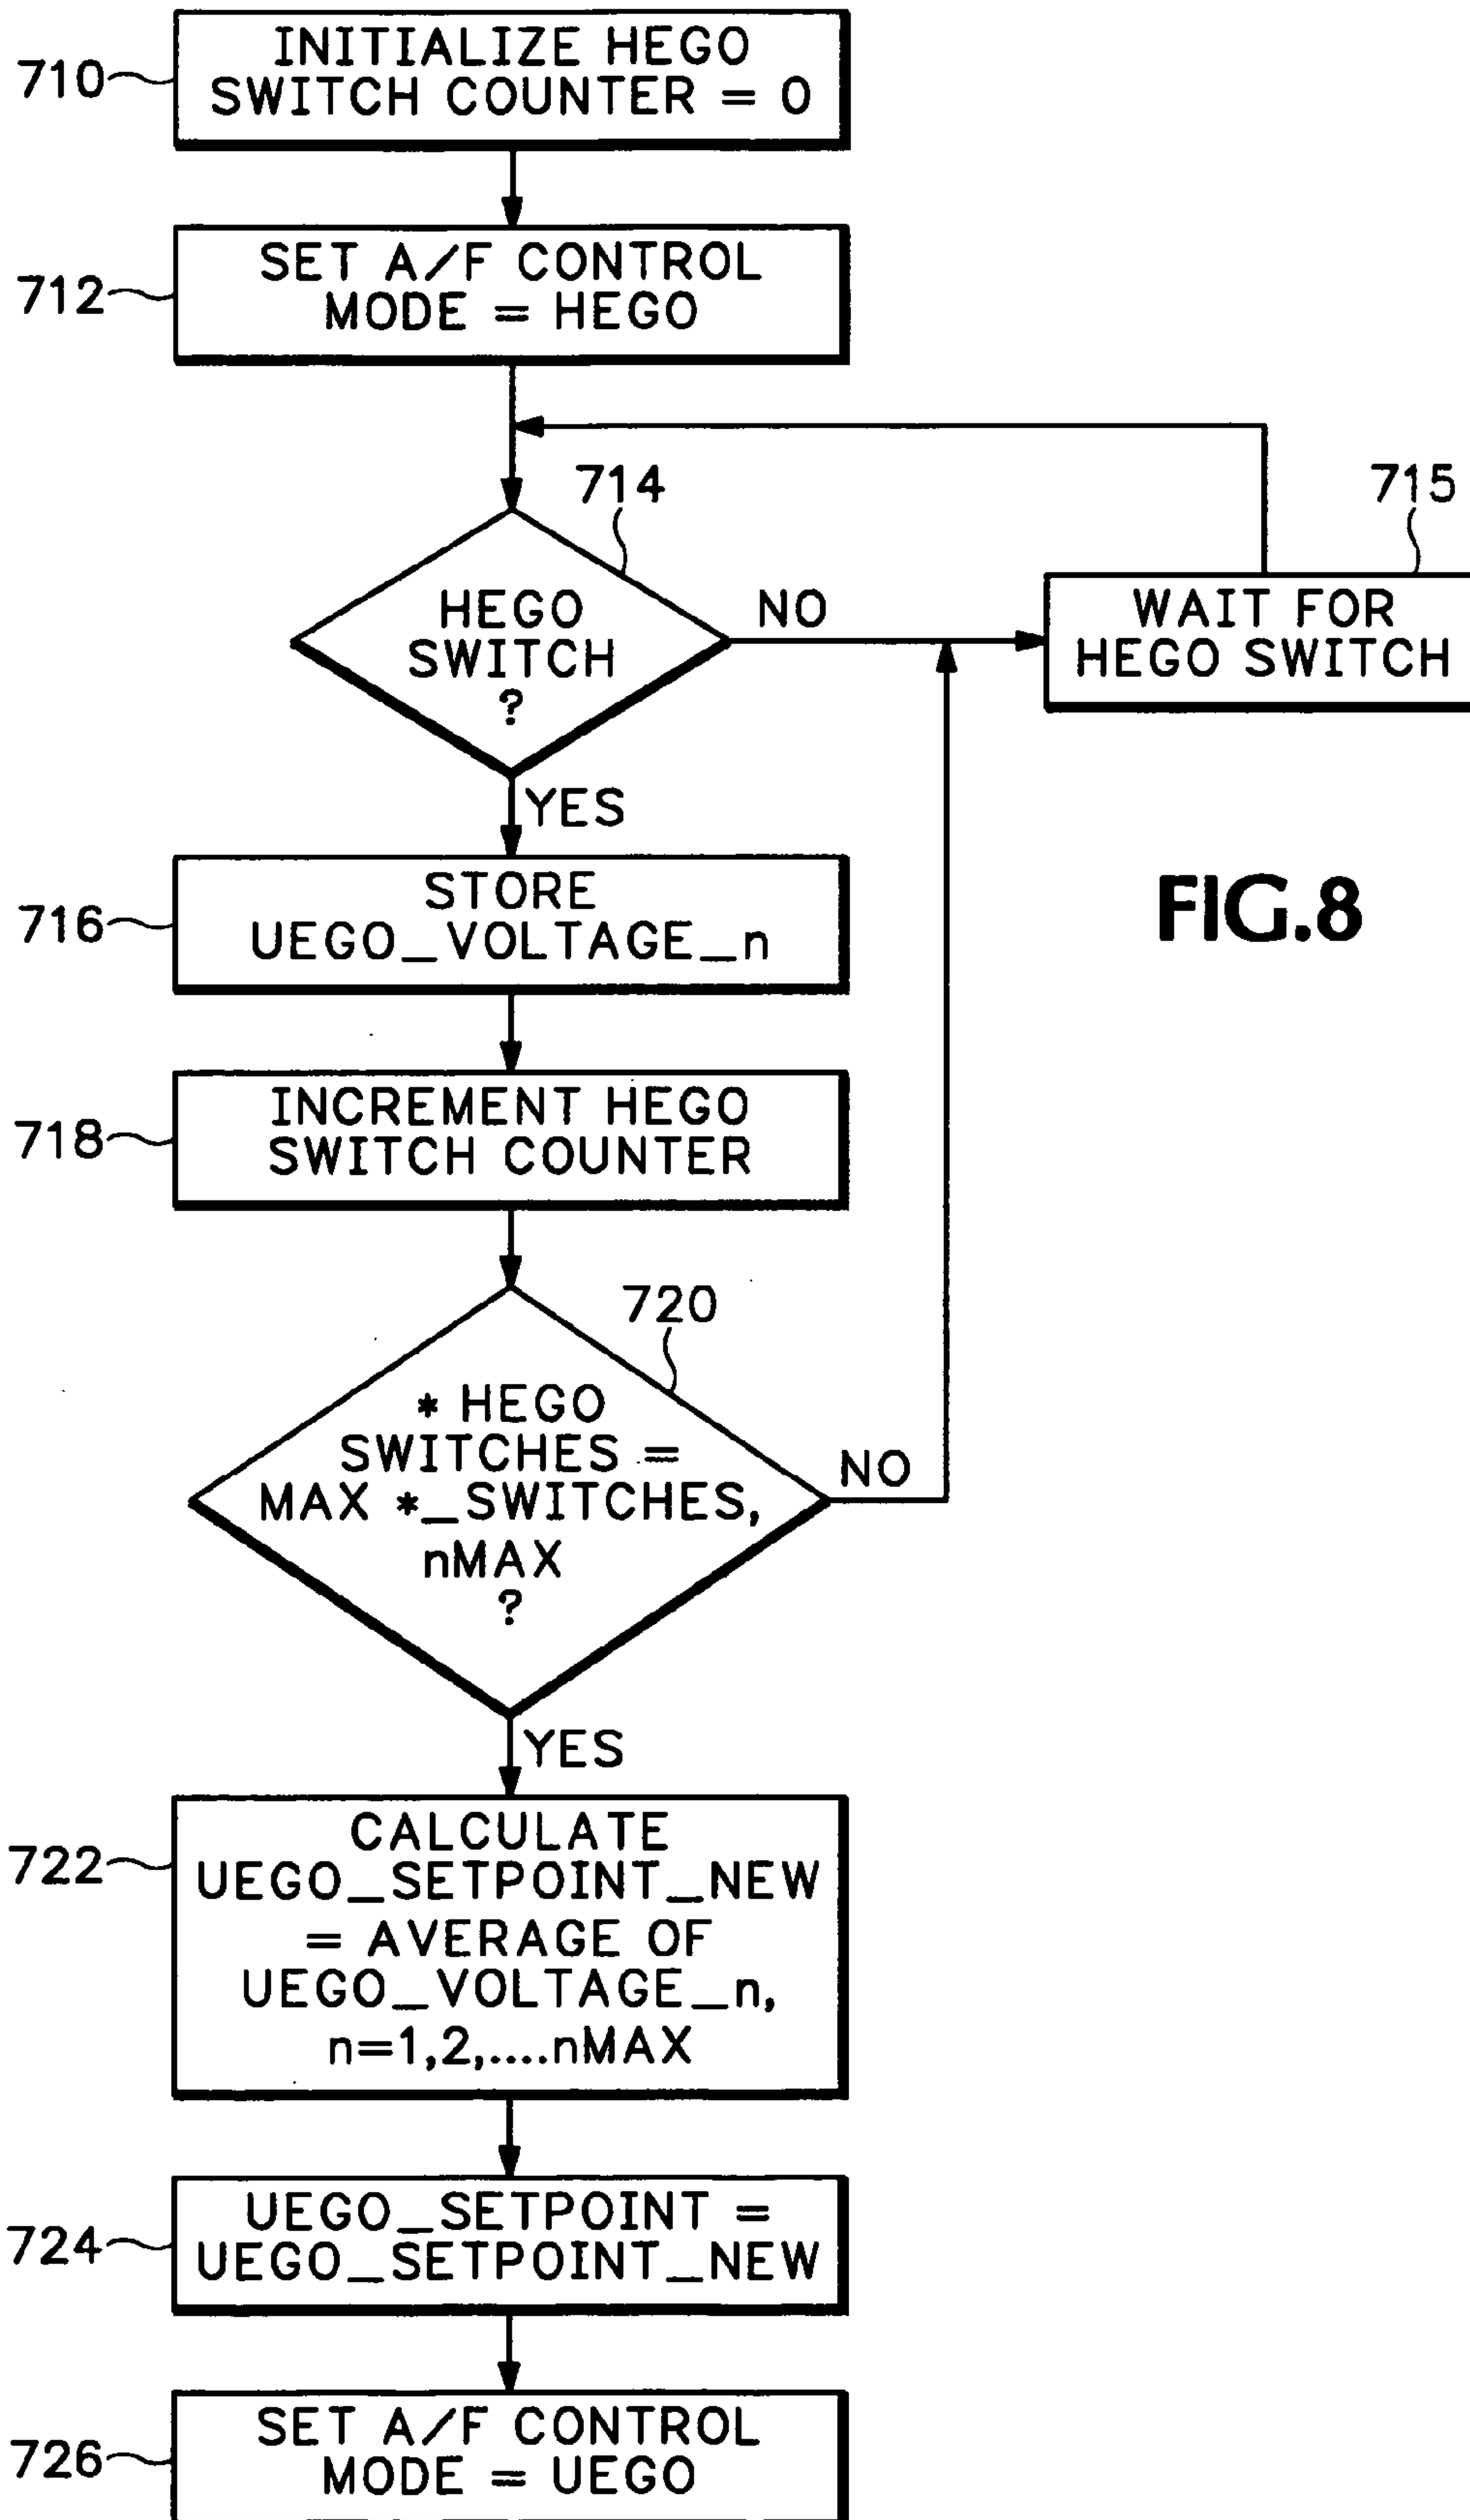 710
INITIALIZE HEGO
SWITCH COUNTER = 0
712
SET A/F CONTROL
MODE = HEGO
714
715
HEGO
SWITCH
?
NO
WAIT FOR
HEGO SWITCH
YES
716
STORE
UEGO_VOLTAGE_n
FIG.8
718
INCREMENT HEGO
SWITCH COUNTER
720
* HEGO
SWITCHES =
MAX *_SWITCHES,
nMAX
?
NO
YES
722
CALCULATE
UEGO_SETPOINT_NEW
= AVERAGE OF
UEGO_VOLTAGE_n,
n=1,2,....nMAX
724
UEGO_SETPOINT =
UEGO_SETPOINT_NEW
726
SET A/F CONTROL
MODE = UEGO